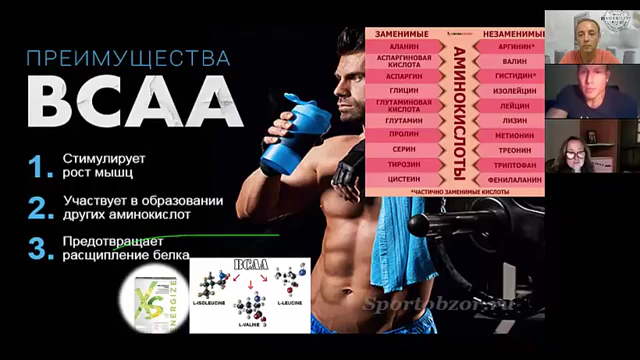 ПРЕИМУЩЕСТВА
BCAA
1. Стимулирует
рост мышц
2. Участвует в образовании
других аминокислот
3. Предотвращает
расщипление белка
ЗАМЕНИМЫЕ
АЛАНИН
АСПАРГИНОВАЯ
КИСЛОТА
АСПАРГИН
ГЛИЦИН
ГЛУТАМИНОВАЯ
КИСЛОТА
ГЛУТАМИН
ПРОЛИН
СЕРИН
ТИРОЗИН
ЦИСТЕИН
АМИНОКИСЛОТЫ
НЕЗАМЕНИМЫЕ
АРГИНИН*
ВАЛИН
ГИСТИДИН*
ИЗОЛЕЙЦИН
ЛЕЙЦИН
ЛИЗИН
МЕТИОНИН
ТРЕОНИН
ТРИПТОФАН
ФЕНИЛАЛАНИН
*ЧАСТИЧНО ЗАМЕНИМЫЕ КИСЛОТЫ
XS
ENERGIZE
BCAA
L-ISOLEUCINE
L-LEUCINE
L-VALINE
Sportobzor.ru